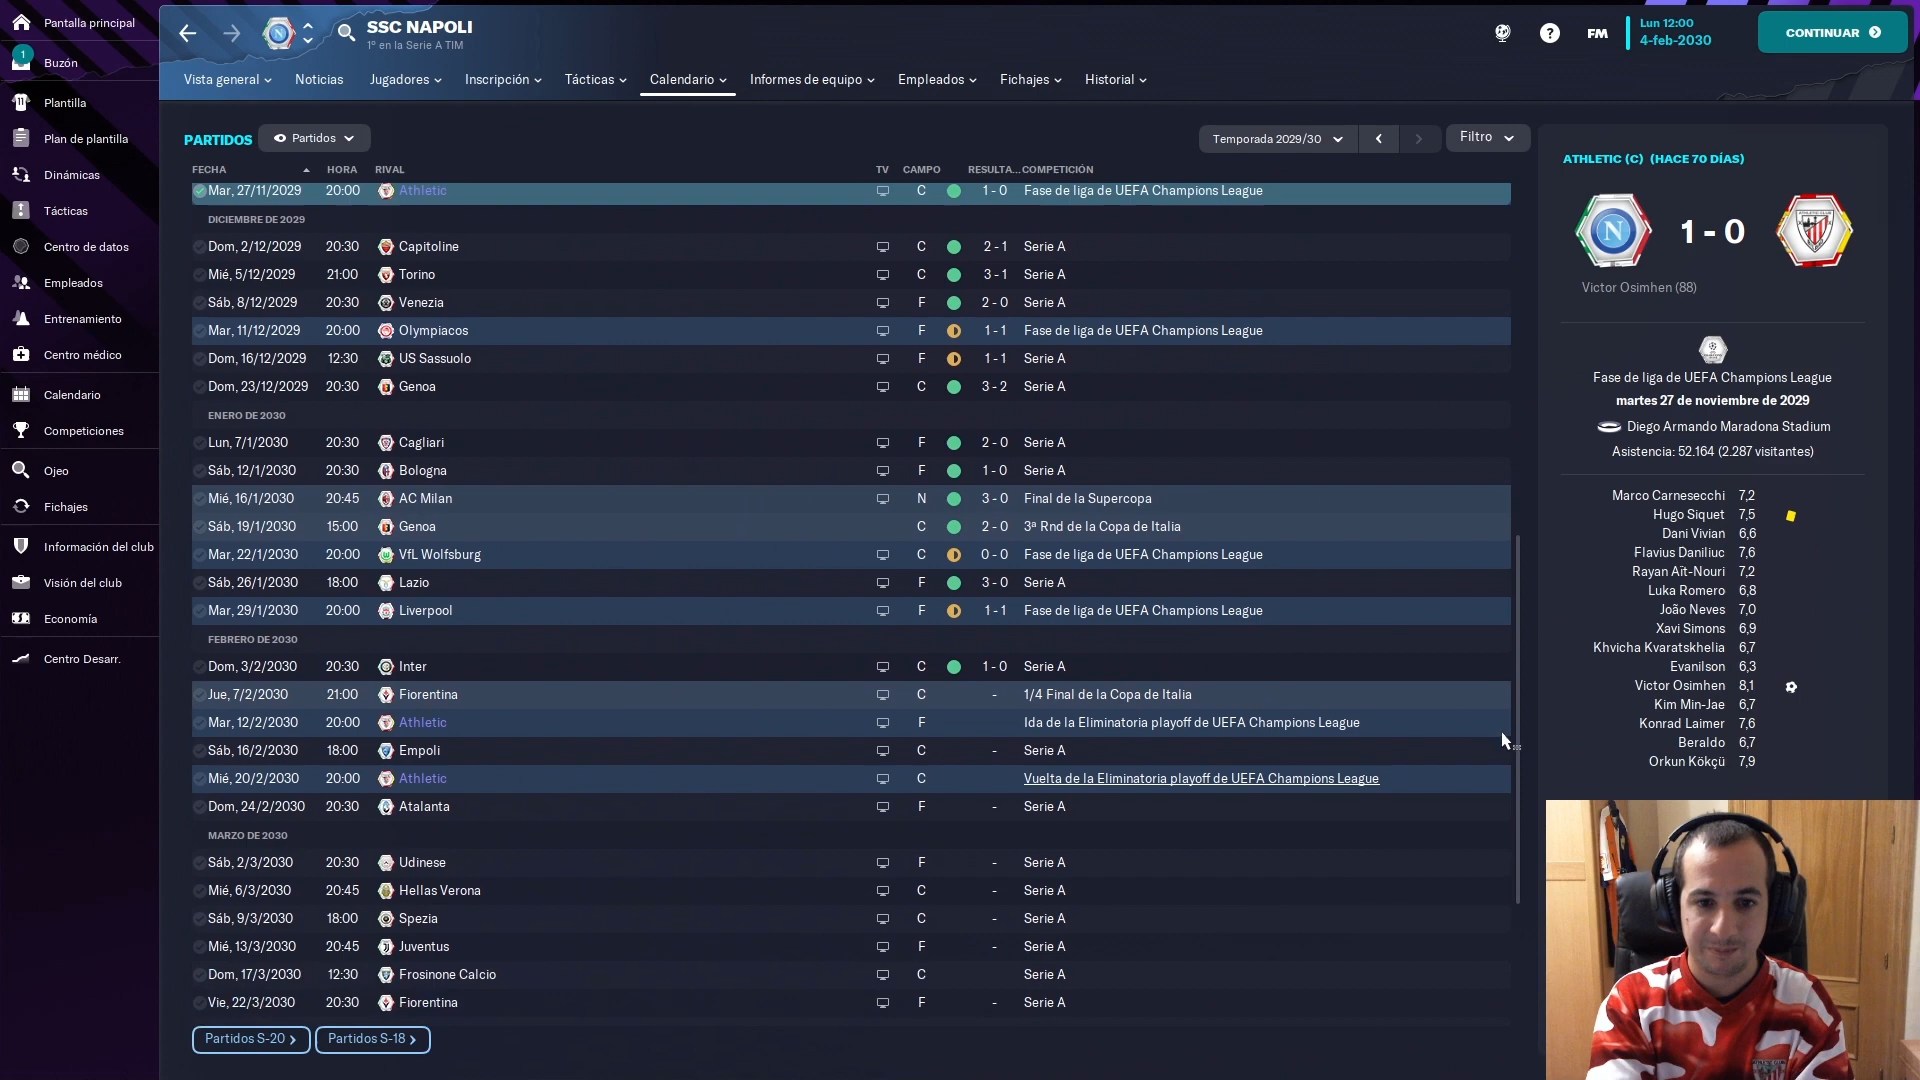 Pantalla principal
1
Buzón
Plantilla
Plan de plantilla
Dinámicas
Tácticas
Centro de datos
Empleados
Entrenamiento
Centro médico
Calendario
Competiciones
Ojeo
Fichajes
Información del club
Visión del club
Economía
Centro Desarr.
SSC NAPOLI
1º en la Serie A TIM
FM
Lun 12:00
4-feb-2030
CONTINUAR
Vista general
Noticias
Jugadores
Inscripción
Tácticas
Calendario
Informes de equipo
Empleados
Fichajes
Historial
PARTIDOS
Partidos
Temporada 2029/30
Filtro
FECHA HORA RIVAL TV CAMPO RESULTA... COMPETICIÓN
Mar, 27/11/2029 20:00 Athletic C 1 - 0 Fase de liga de UEFA Champions League
DICIEMBRE DE 2029
Dom, 2/12/2029 20:30 Capitoline C 2 - 1 Serie A
Mié, 5/12/2029 21:00 Torino C 3 - 1 Serie A
Sáb, 8/12/2029 20:30 Venezia F 2 - 0 Serie A
Mar, 11/12/2029 20:00 Olympiacos F 1 - 1 Fase de liga de UEFA Champions League
Dom, 16/12/2029 12:30 US Sassuolo F 1 - 1 Serie A
Dom, 23/12/2029 20:30 Genoa C 3 - 2 Serie A
ENERO DE 2030
Lun, 7/1/2030 20:30 Cagliari F 2 - 0 Serie A
Sáb, 12/1/2030 20:30 Bologna F 1 - 0 Serie A
Mié, 16/1/2030 20:45 AC Milan N 3 - 0 Final de la Supercopa
Sáb, 19/1/2030 15:00 Genoa C 2 - 0 3ª Rnd de la Copa de Italia
Mar, 22/1/2030 20:00 VfL Wolfsburg C 0 - 0 Fase de liga de UEFA Champions League
Sáb, 26/1/2030 18:00 Lazio F 3 - 0 Serie A
Mar, 29/1/2030 20:00 Liverpool F 1 - 1 Fase de liga de UEFA Champions League
FEBRERO DE 2030
Dom, 3/2/2030 20:30 Inter C 1 - 0 Serie A
Jue, 7/2/2030 21:00 Fiorentina C - 1/4 Final de la Copa de Italia
Mar, 12/2/2030 20:00 Athletic F Ida de la Eliminatoria playoff de UEFA Champions League
Sáb, 16/2/2030 18:00 Empoli C - Serie A
Mié, 20/2/2030 20:00 Athletic C Vuelta de la Eliminatoria playoff de UEFA Champions League
Dom, 24/2/2030 20:30 Atalanta F - Serie A
MARZO DE 2030
Sáb, 2/3/2030 20:30 Udinese F - Serie A
Mié, 6/3/2030 20:45 Hellas Verona C - Serie A
Sáb, 9/3/2030 18:00 Spezia C - Serie A
Mié, 13/3/2030 20:45 Juventus F - Serie A
Dom, 17/3/2030 12:30 Frosinone Calcio C Serie A
Vie, 22/3/2030 20:30 Fiorentina F - Serie A
Partidos S-20
Partidos S-18
ATHLETIC (C) (HACE 70 DÍAS)
1 - 0
Victor Osimhen (88)
Fase de liga de UEFA Champions League
martes 27 de noviembre de 2029
Diego Armando Maradona Stadium
Asistencia: 52.164 (2.287 visitantes)
Marco Carnesecchi 7,2
Hugo Siquet 7,5
Dani Vivian 6,6
Flavius Daniliuc 7,6
Rayan Aït-Nouri 7,2
Luka Romero 6,8
João Neves 7,0
Xavi Simons 6,9
Khvicha Kvaratskhelia 6,7
Evanilson 6,3
Victor Osimhen 8,1
Kim Min-Jae 6,7
Konrad Laimer 7,6
Beraldo 6,7
Orkun Kökçü 7,9